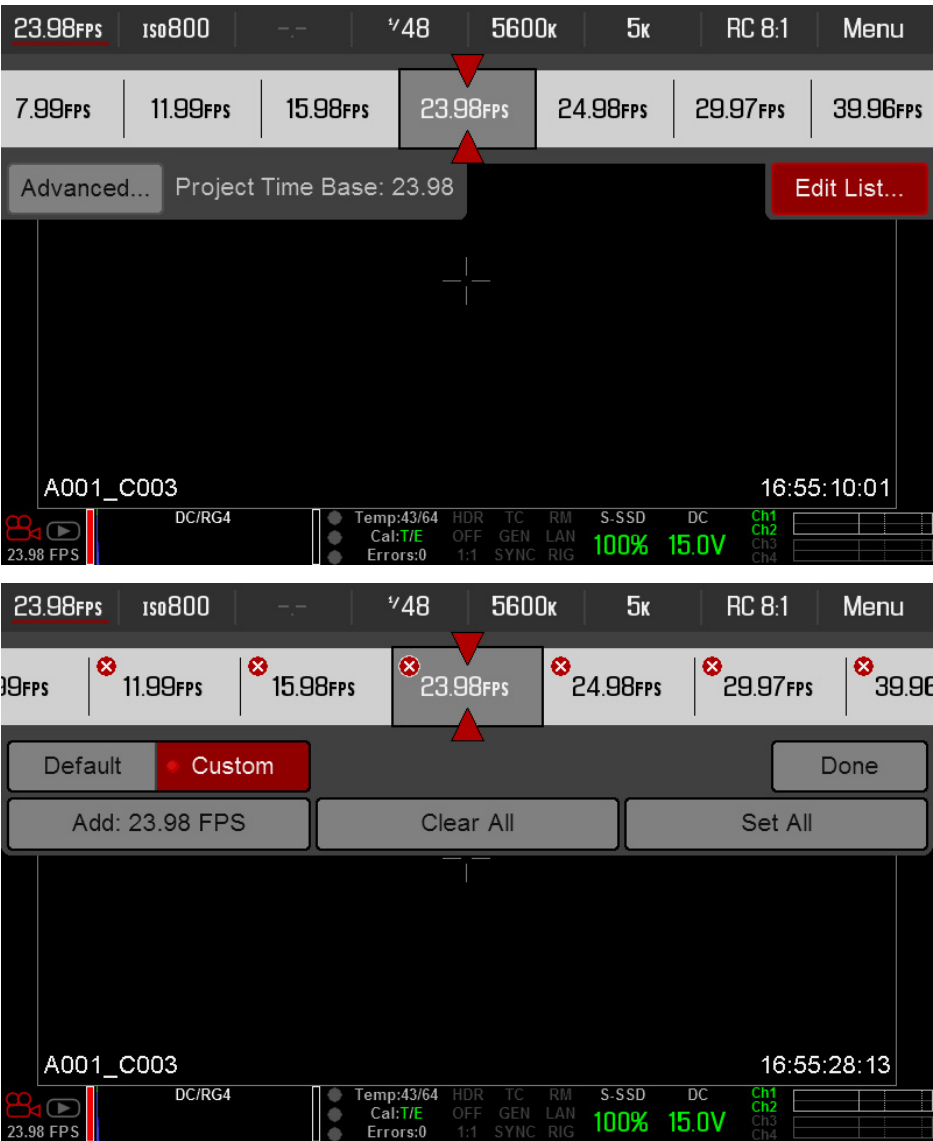 23.98FPS ISO800 -.- 1/48 5600K 5K RC 8:1 Menu
7.99FPS 11.99FPS 15.98FPS 23.98FPS 24.98FPS 29.97FPS 39.96FPS
Advanced... Project Time Base: 23.98 Edit List...
A001_C003 16:55:10:01
DC/RG4 Temp:43/64 HDR TC RM S-SSD DC Ch1
Cal:T/E OFF GEN LAN 100% 15.0V Ch2
23.98 FPS Errors:0 1:1 SYNC RIG Ch3
Ch4
23.98FPS ISO800 -.- 1/48 5600K 5K RC 8:1 Menu
99FPS 11.99FPS 15.98FPS 23.98FPS 24.98FPS 29.97FPS 39.96
Default Custom Done
Add: 23.98 FPS Clear All Set All
A001_C003 16:55:28:13
DC/RG4 Temp:43/64 HDR TC RM S-SSD DC Ch1
Cal:T/E OFF GEN LAN 100% 15.0V Ch2
23.98 FPS Errors:0 1:1 SYNC RIG Ch3
Ch4